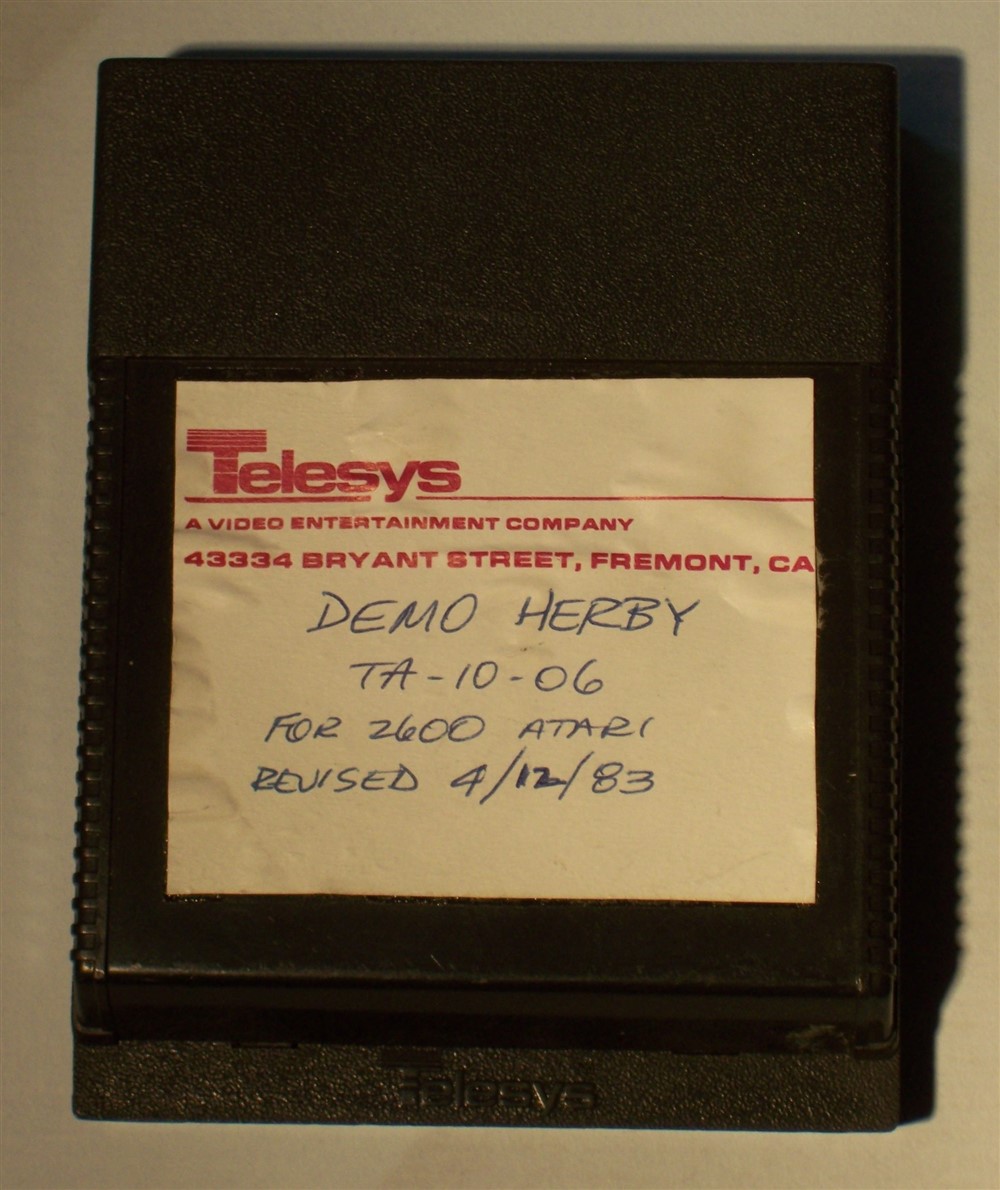 Telesys
A VIDEO ENTERTAINMENT COMPANY
43334 BRYANT STREET, FREMONT, CA
DEMO HERBY
TA-10-06
FOR 2600 ATARI
REVISED 4/12/83
Telesys